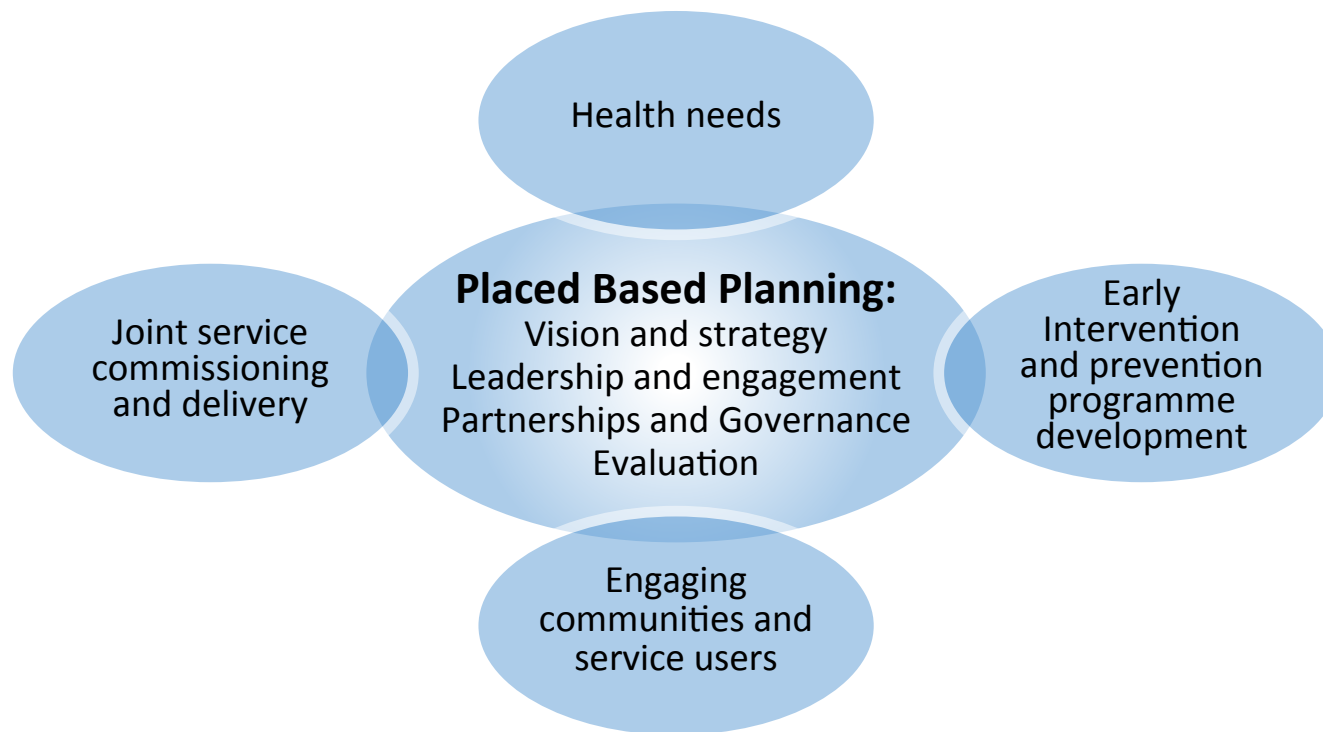 Health needs
Placed Based Planning:
Vision and strategy
Leadership and engagement
Partnerships and Governance
Evaluation
Joint service
commissioning
and delivery
Early
Intervention
and prevention
programme
development
Engaging
communities and
service users